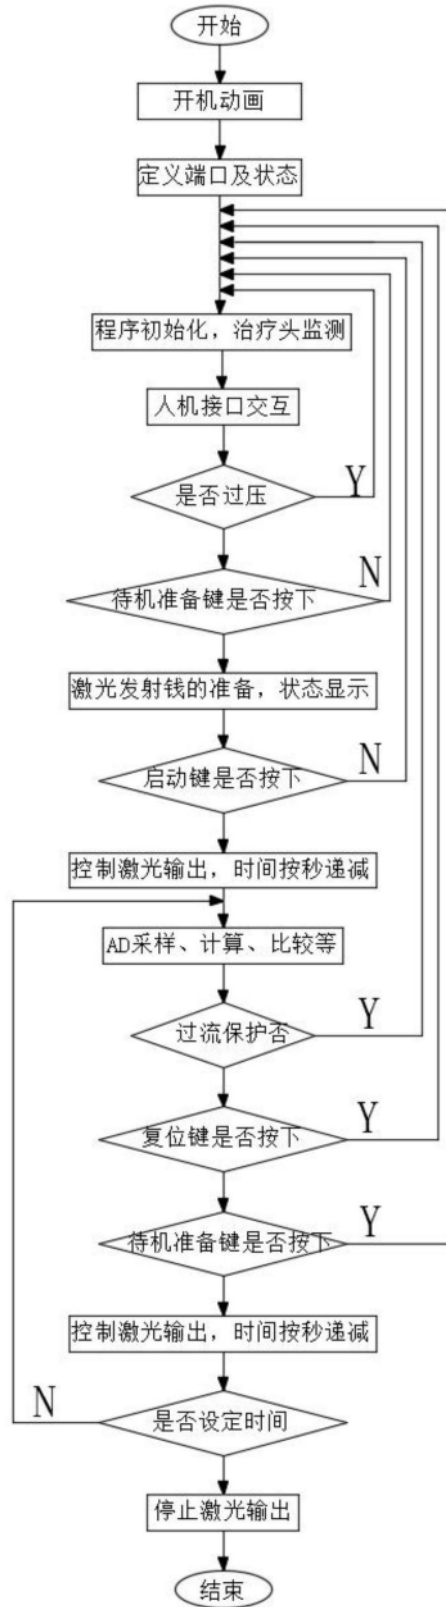 开始
开机动画
定义端口及状态
程序初始化，治疗头监测
人机接口交互
是否过压
Y
待机准备键是否按下
N
激光发射钱的准备，状态显示
启动键是否按下
N
控制激光输出，时间按秒递减
AD采样、计算、比较等
过流保护否
Y
复位键是否按下
Y
待机准备键是否按下
Y
控制激光输出，时间按秒递减
是否设定时间
N
停止激光输出
结束